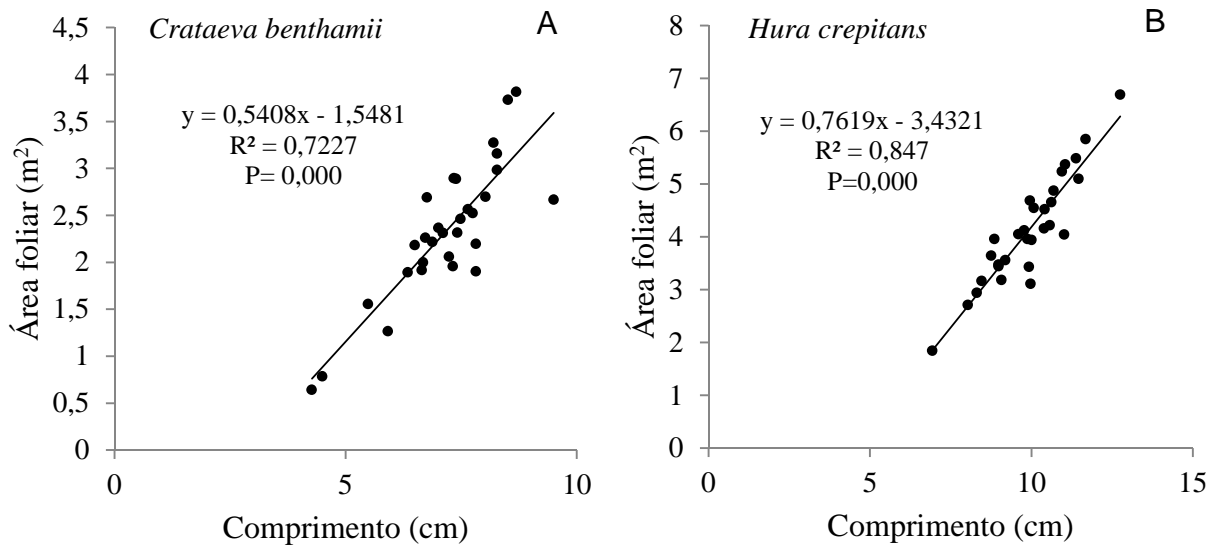 Crataeva benthamii
A
y = 0,5408x - 1,5481
R² = 0,7227
P= 0,000
Área foliar (m²)
4,5
4
3,5
3
2,5
2
1,5
1
0,5
0
0
5
10
Comprimento (cm)
Hura crepitans
B
y = 0,7619x - 3,4321
R² = 0,847
P=0,000
Área foliar (m²)
8
7
6
5
4
3
2
1
0
0
5
10
15
Comprimento (cm)